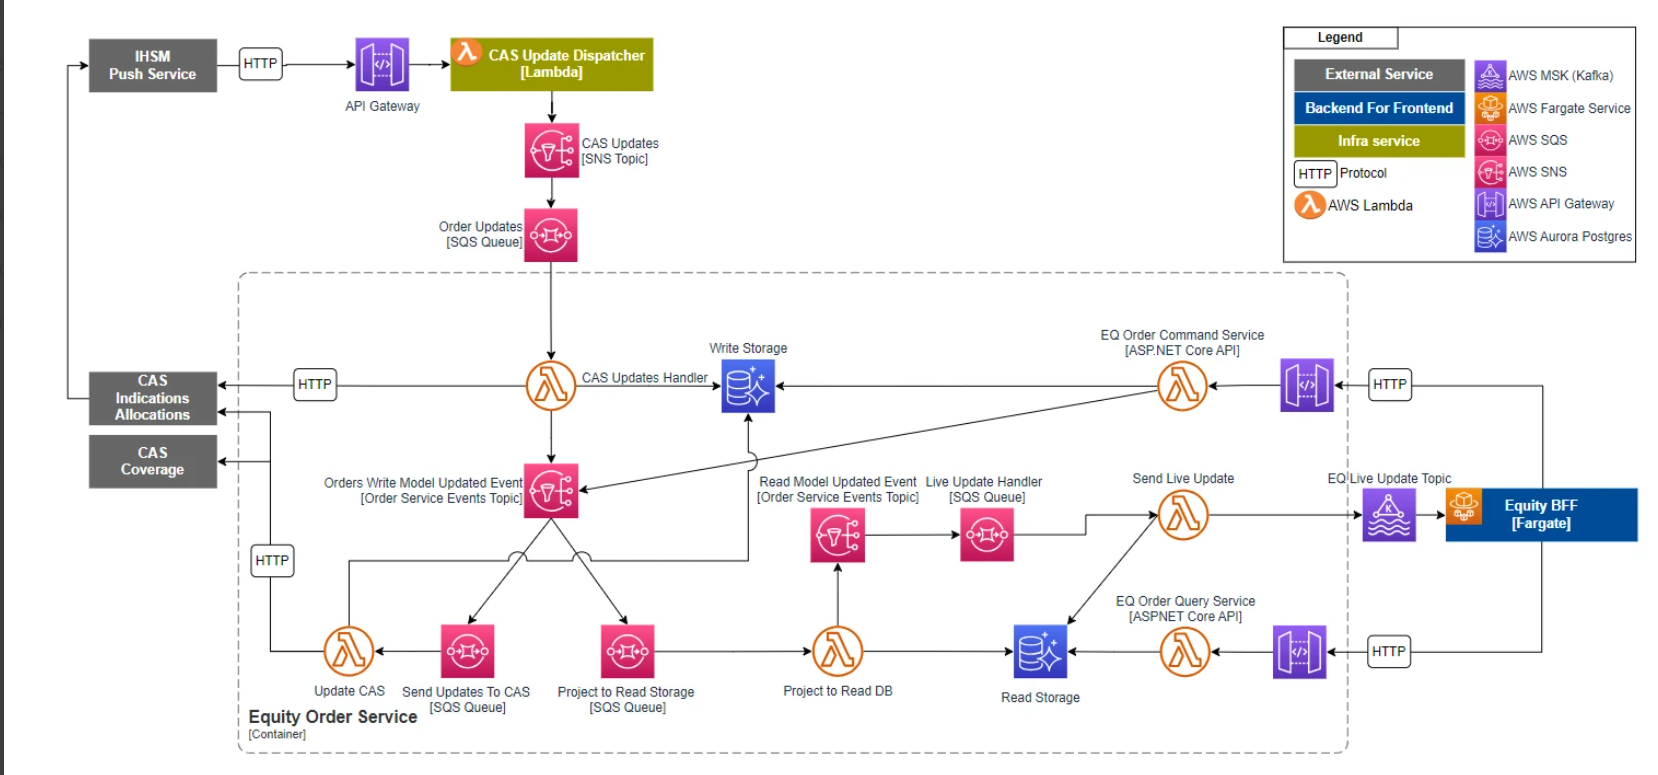 IHSM
Push Service
HTTP
API Gateway
CAS Update Dispatcher
[Lambda]
CAS Updates
[SNS Topic]
Order Updates
[SQS Queue]
Legend
External Service
Backend For Frontend
Infra service
HTTP Protocol
AWS Lambda
AWS MSK (Kafka)
AWS Fargate Service
AWS SQS
AWS SNS
AWS API Gateway
AWS Aurora Postgres
CAS
Indications
Allocations
HTTP
CAS Updates Handler
Write Storage
EQ Order Command Service
[ASP.NET Core API]
HTTP
CAS
Coverage
Orders Write Model Updated Event
[Order Service Events Topic]
Read Model Updated Event
[Order Service Events Topic]
Live Update Handler
[SQS Queue]
Send Live Update
EQ Live Update Topic
Equity BFF
[Fargate]
HTTP
EQ Order Query Service
[ASPNET Core API]
HTTP
Update CAS
Send Updates To CAS
[SQS Queue]
Project to Read Storage
[SQS Queue]
Project to Read DB
Read Storage
Equity Order Service
[Container]